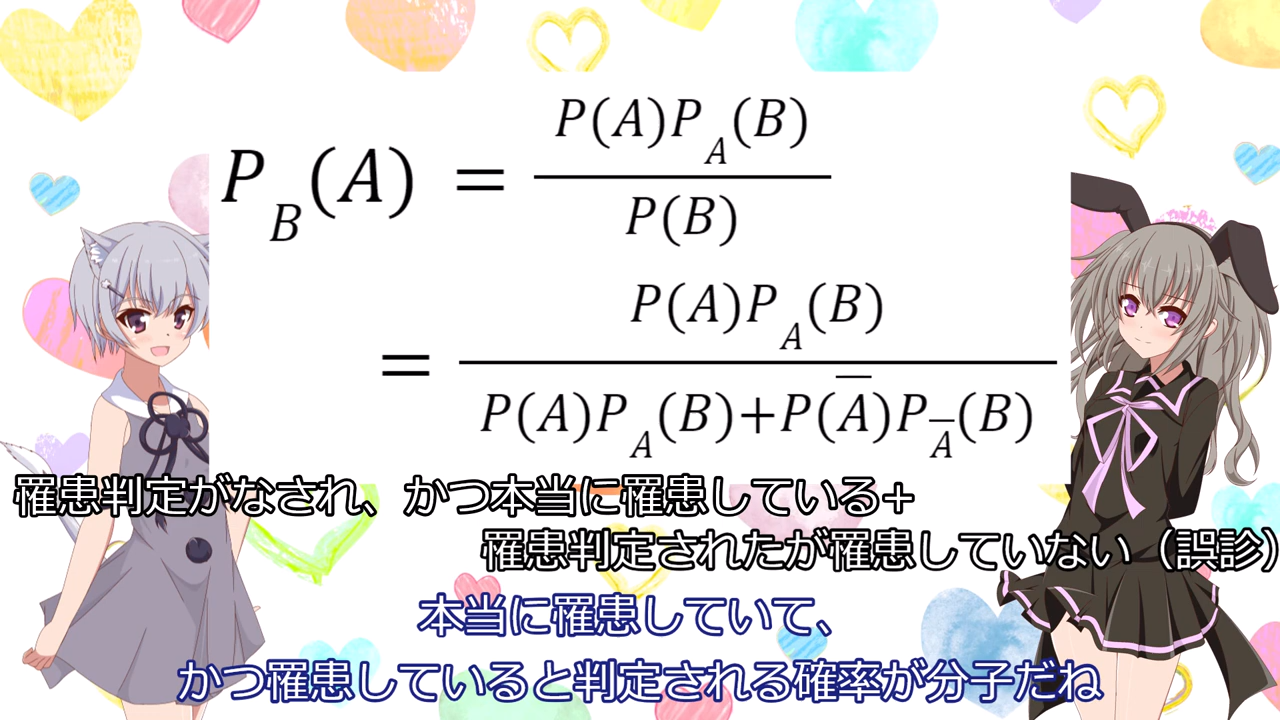 P_B(A) = P(A)P_A(B) / P(B)
= P(A)P_A(B) / P(A)P_A(B)+P(A̅)P_A̅(B)
罹患判定がなされ、かつ本当に罹患している+
罹患判定されたが罹患していない（誤診）
本当に罹患していて、
かつ罹患していると判定される確率が分子だね